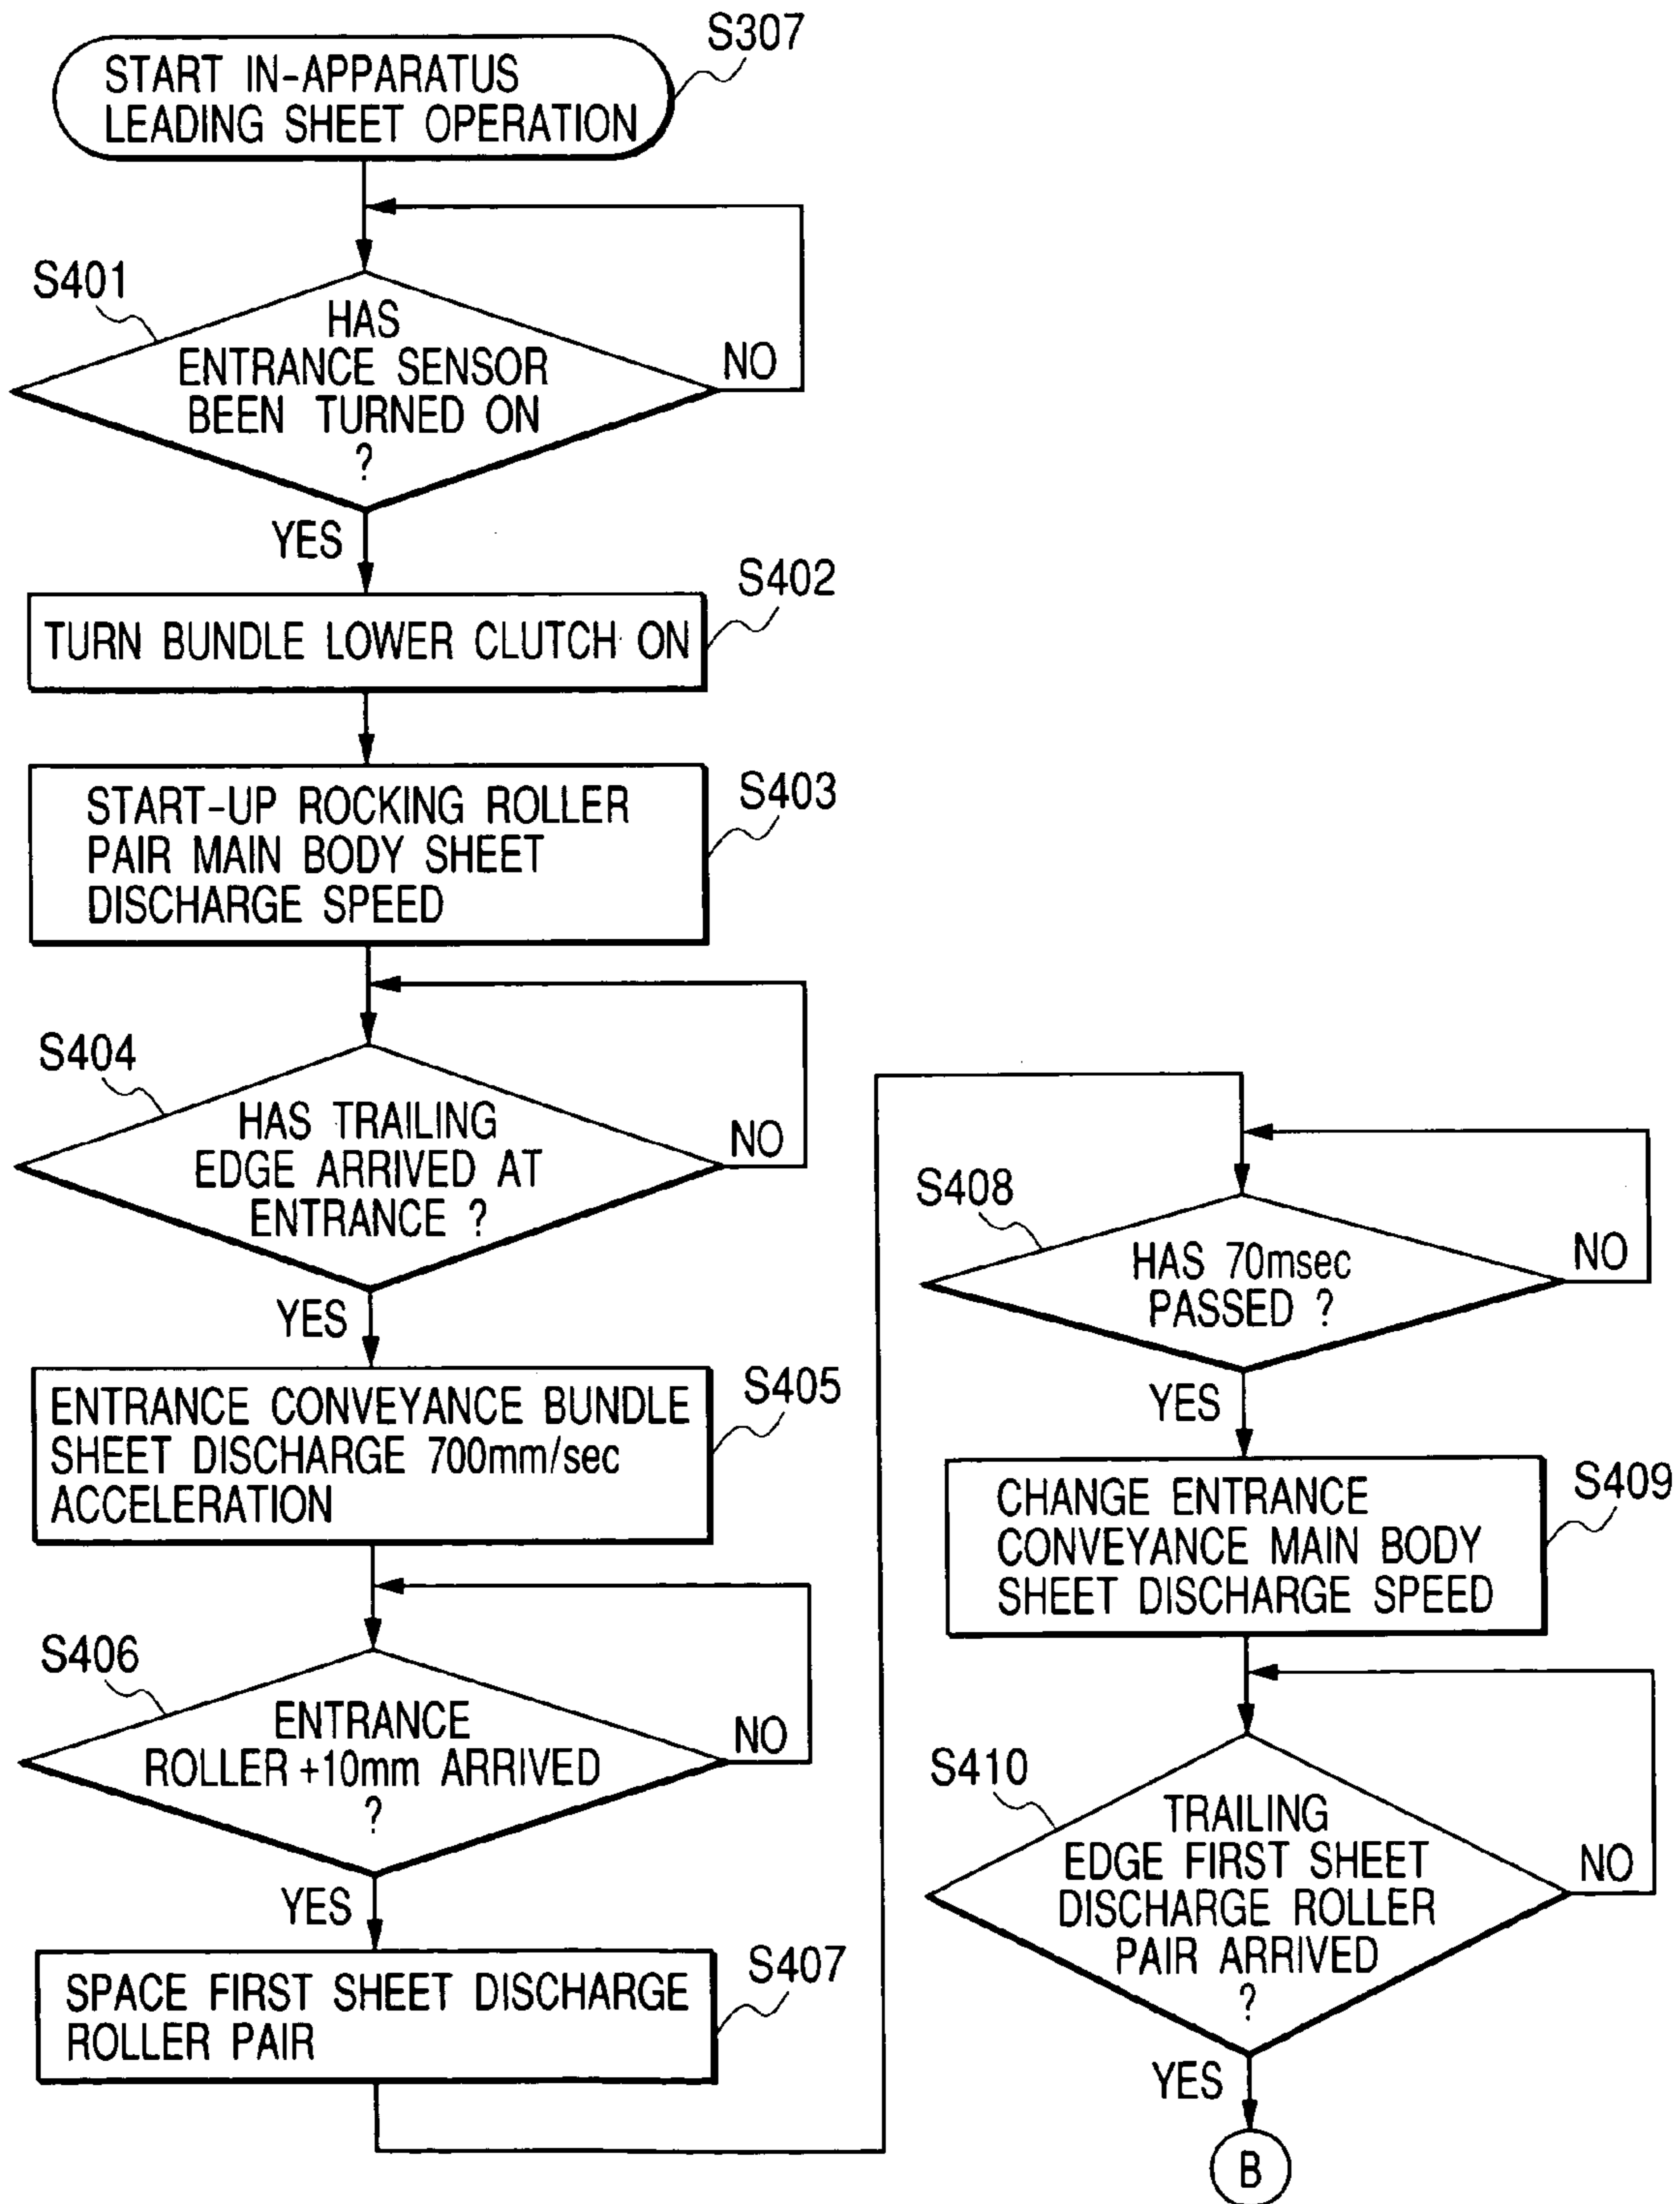 S307
START IN-APPARATUS
LEADING SHEET OPERATION
S401
HAS
ENTRANCE SENSOR
BEEN TURNED ON
?
NO
YES
S402
TURN BUNDLE LOWER CLUTCH ON
S403
START-UP ROCKING ROLLER
PAIR MAIN BODY SHEET
DISCHARGE SPEED
S404
HAS TRAILING
EDGE ARRIVED AT
ENTRANCE ?
NO
YES
S405
ENTRANCE CONVEYANCE BUNDLE
SHEET DISCHARGE 700mm/sec
ACCELERATION
S406
ENTRANCE
ROLLER +10mm ARRIVED
?
NO
YES
S407
SPACE FIRST SHEET DISCHARGE
ROLLER PAIR
S408
HAS 70msec
PASSED ?
NO
YES
S409
CHANGE ENTRANCE
CONVEYANCE MAIN BODY
SHEET DISCHARGE SPEED
S410
TRAILING
EDGE FIRST SHEET
DISCHARGE ROLLER
PAIR ARRIVED
?
NO
YES
B